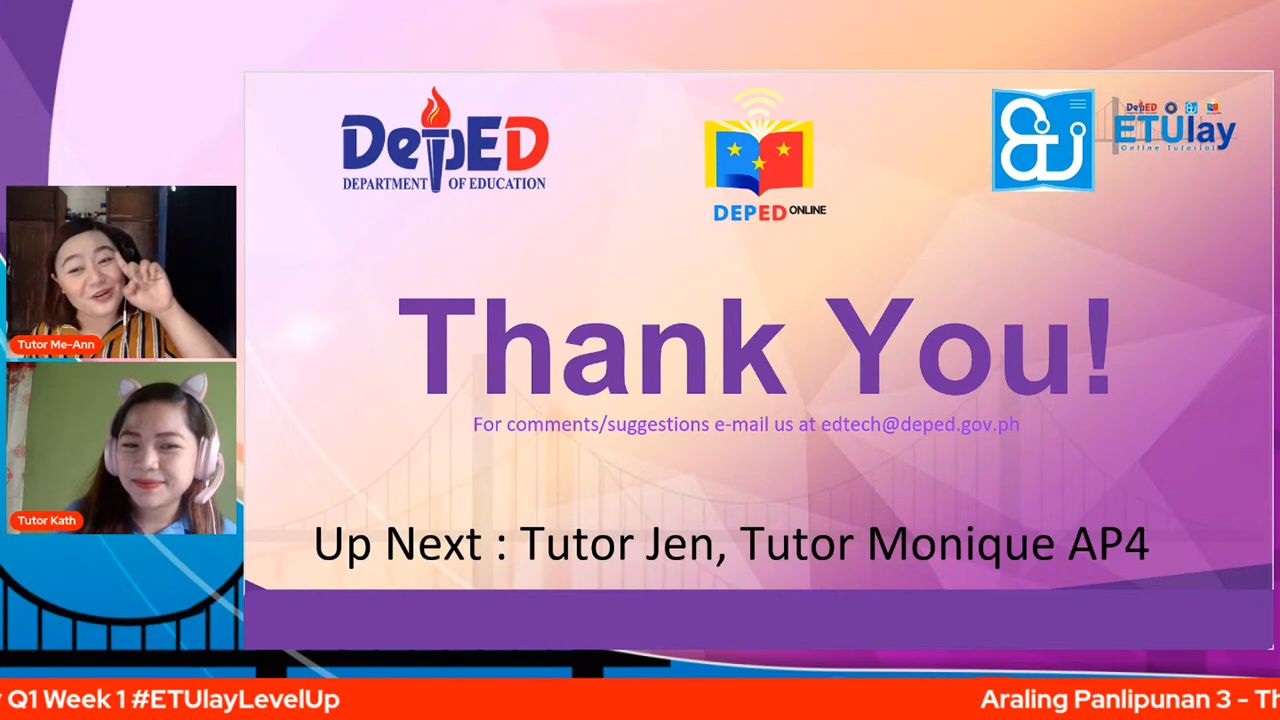 DepED
DEPARTMENT OF EDUCATION
DEPED ONLINE
DepED
ETUlay
Online Tutorial
Tutor Me-Ann
Thank You!
For comments/suggestions e-mail us at edtech@deped.gov.ph
Tutor Kath
Up Next : Tutor Jen, Tutor Monique AP4
Q1 Week 1 #ETUlayLevelUp
Araling Panlipunan 3 - Th